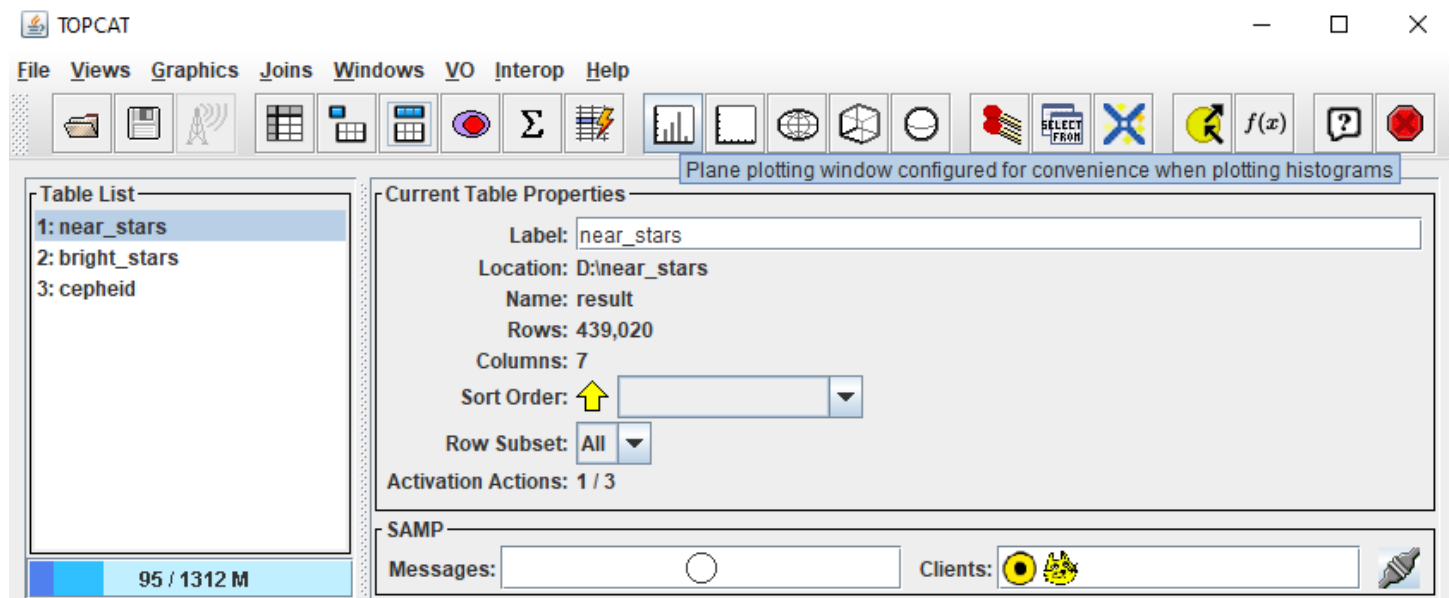 TOPCAT
File Views Graphics Joins Windows VO Interop Help
Σ SELECT FROM f(x) ?
Plane plotting window configured for convenience when plotting histograms
Table List
1: near_stars
2: bright_stars
3: cepheid
95 / 1312 M
Current Table Properties
Label: near_stars
Location: D:\near_stars
Name: result
Rows: 439,020
Columns: 7
Sort Order:
Row Subset: All
Activation Actions: 1 / 3
SAMP
Messages: Clients: